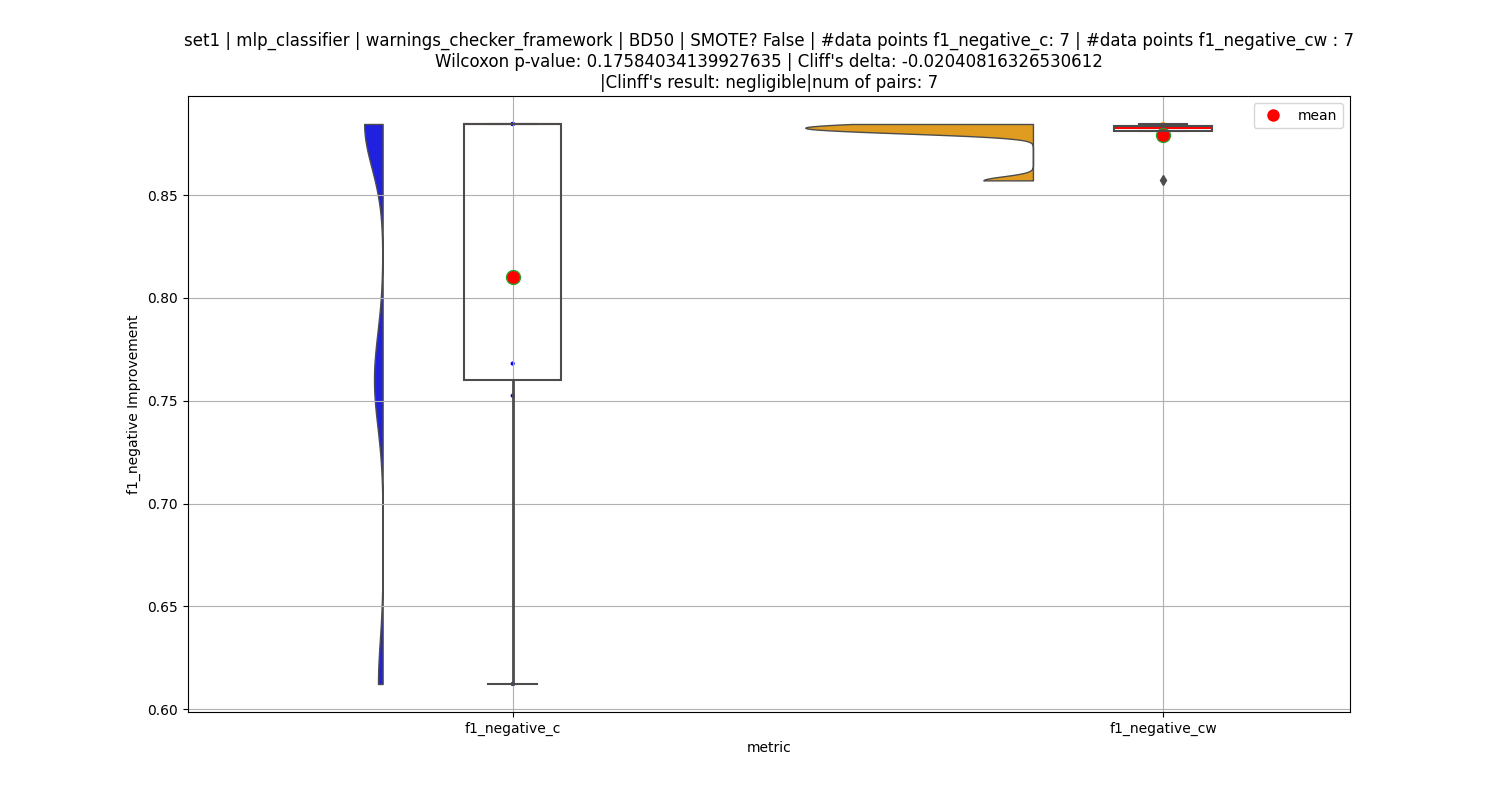 set1 | mlp_classifier | warnings_checker_framework | BD50 | SMOTE? False | #data points f1_negative_c: 7 | #data points f1_negative_cw : 7
Wilcoxon p-value: 0.17584034139927635 | Cliff's delta: -0.02040816326530612
|Clinff's result: negligible|num of pairs: 7
mean
0.85
0.80
0.75
0.70
0.65
0.60
f1_negative Improvement
f1_negative_c
f1_negative_cw
metric